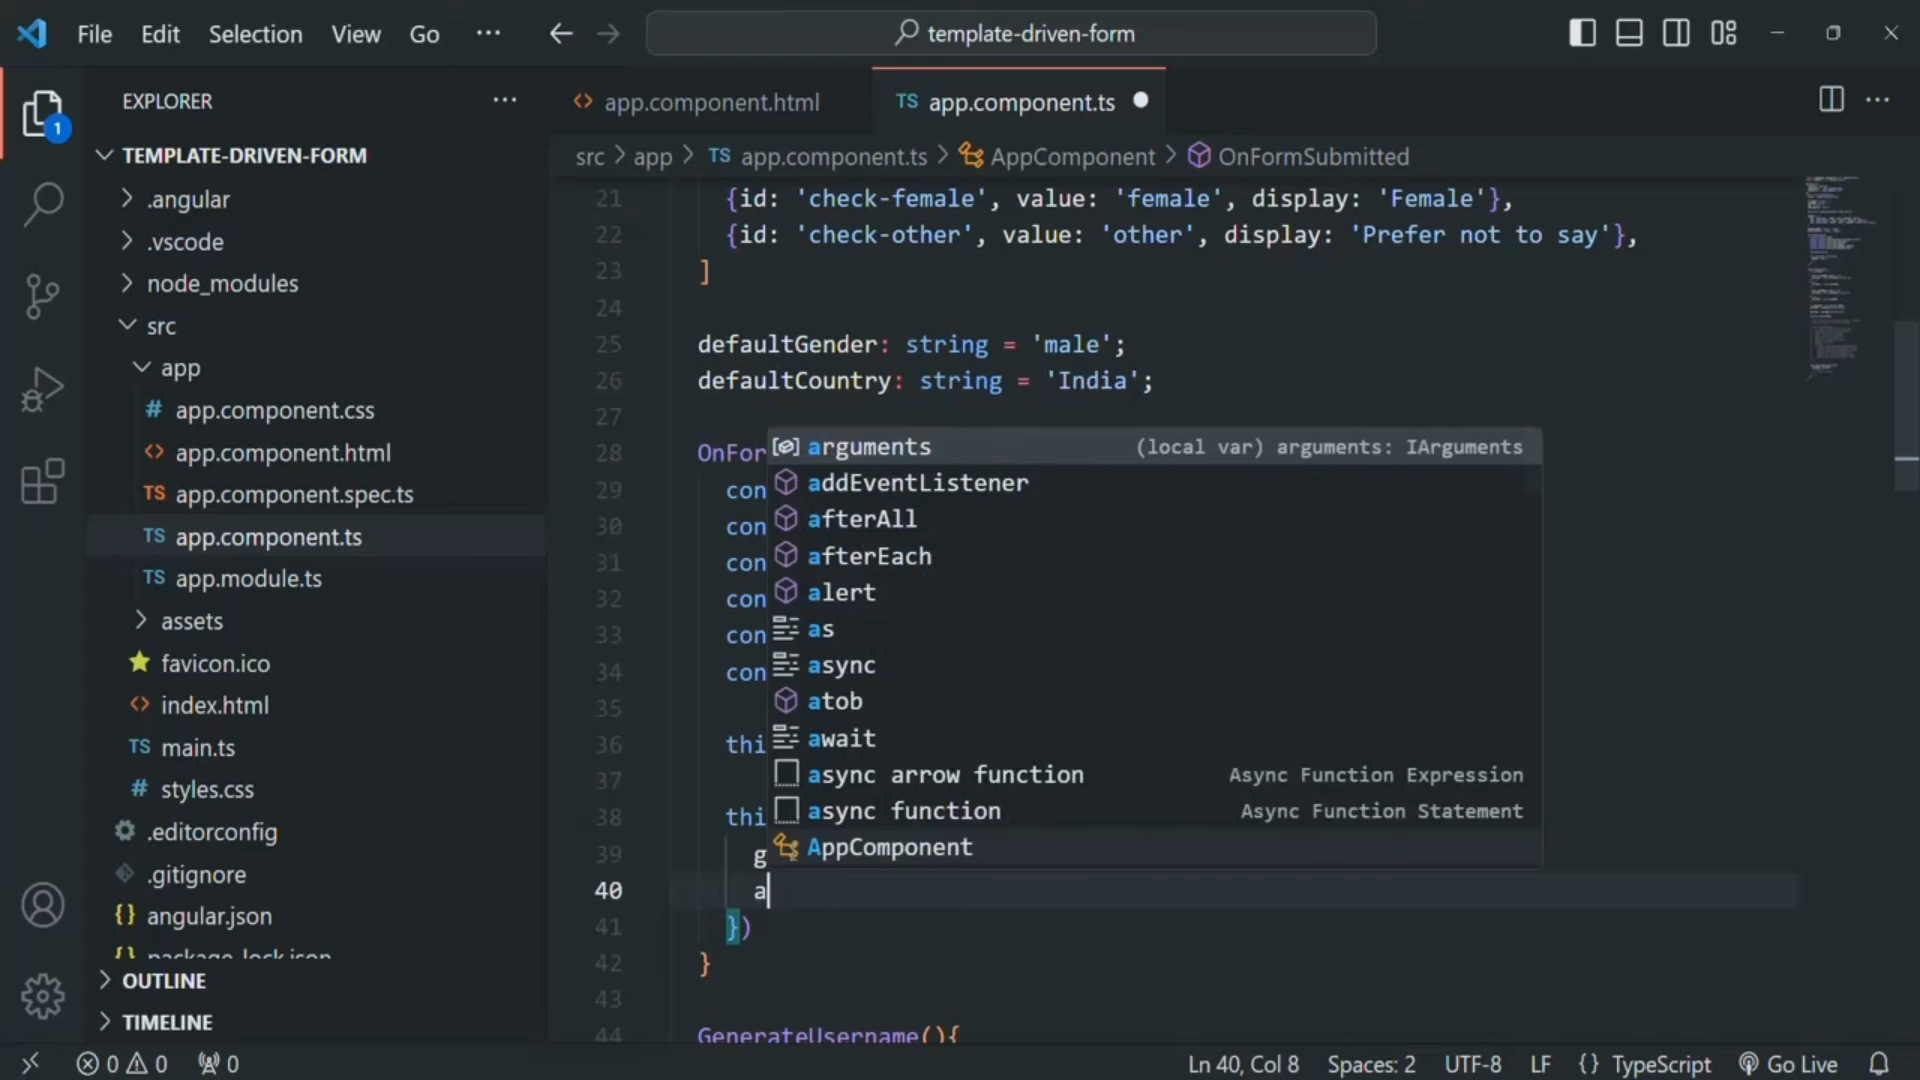 File Edit Selection View Go ··· template-driven-form
EXPLORER ···
TEMPLATE-DRIVEN-FORM
.angular
.vscode
node_modules
src
app
# app.component.css
<> app.component.html
TS app.component.spec.ts
TS app.component.ts
TS app.module.ts
assets
favicon.ico
<> index.html
TS main.ts
# styles.css
.editorconfig
.gitignore
{} angular.json
{} package-lock.json
OUTLINE
TIMELINE
1
<> app.component.html TS app.component.ts ···
src > app > TS app.component.ts > AppComponent > OnFormSubmitted
21 {id: 'check-female', value: 'female', display: 'Female'},
22 {id: 'check-other', value: 'other', display: 'Prefer not to say'},
23 ]
24
25 defaultGender: string = 'male';
26 defaultCountry: string = 'India';
27
28 OnFor
29 con
30 con
31 con
32 con
33 con
34 con
35
36 thi
37
38 thi
39 g
40 a
41 })
42 }
43
44 GenerateUsername(){
arguments (local var) arguments: IArguments
addEventListener
afterAll
afterEach
alert
as
async
atob
await
async arrow function Async Function Expression
async function Async Function Statement
AppComponent
0 0 0 Ln 40, Col 8 Spaces: 2 UTF-8 LF {} TypeScript Go Live